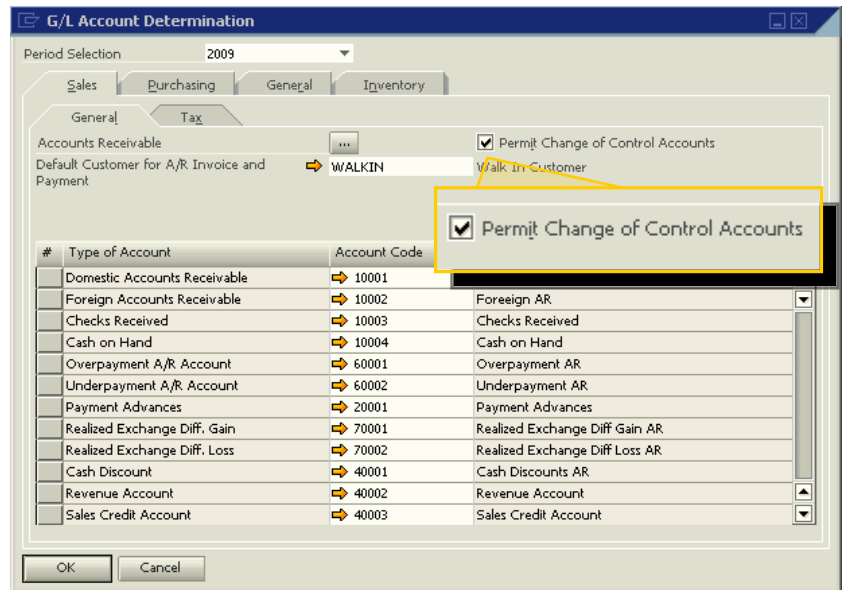 G/L Account Determination
Period Selection 2009
Sales Purchasing General Inventory
General Tax
Accounts Receivable ... Permit Change of Control Accounts
Default Customer for A/R Invoice and Payment WALKIN Walk In Customer
Permit Change of Control Accounts
# Type of Account Account Code
Domestic Accounts Receivable 10001
Foreign Accounts Receivable 10002 Foreeign AR
Checks Received 10003 Checks Received
Cash on Hand 10004 Cash on Hand
Overpayment A/R Account 60001 Overpayment AR
Underpayment A/R Account 60002 Underpayment AR
Payment Advances 20001 Payment Advances
Realized Exchange Diff. Gain 70001 Realized Exchange Diff Gain AR
Realized Exchange Diff. Loss 70002 Realized Exchange Diff Loss AR
Cash Discount 40001 Cash Discounts AR
Revenue Account 40002 Revenue Account
Sales Credit Account 40003 Sales Credit Account
OK Cancel